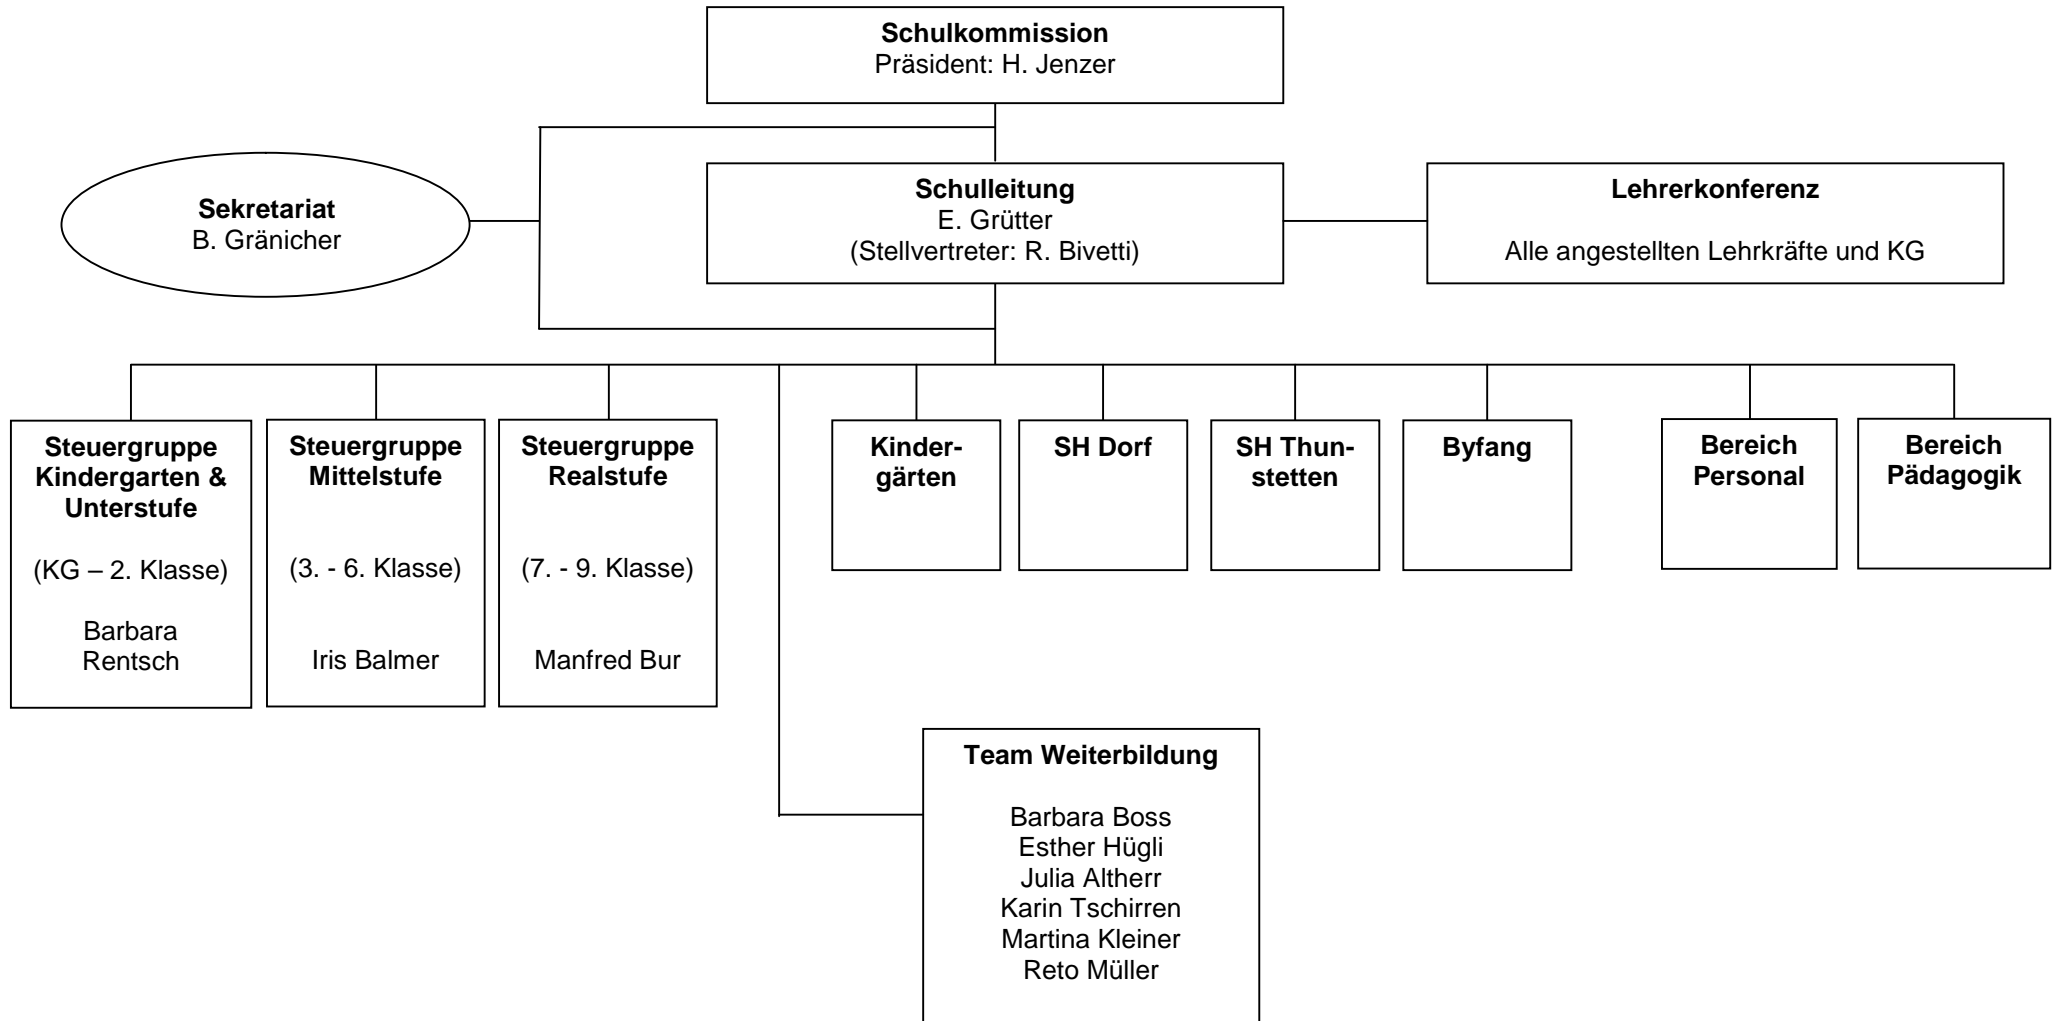 Schulkommission
Präsident: H. Jenzer
Sekretariat
B. Gränicher
Schulleitung
E. Grütter
(Stellvertreter: R. Bivetti)
Lehrerkonferenz
Alle angestellten Lehrkräfte und KG
Steuergruppe
Kindergarten &
Unterstufe
(KG – 2. Klasse)
Barbara
Rentsch
Steuergruppe
Mittelstufe
(3. - 6. Klasse)
Iris Balmer
Steuergruppe
Realstufe
(7. - 9. Klasse)
Manfred Bur
Kinder-
gärten
SH Dorf
SH Thun-
stetten
Byfang
Bereich
Personal
Bereich
Pädagogik
Team Weiterbildung
Barbara Boss
Esther Hügli
Julia Altherr
Karin Tschirren
Martina Kleiner
Reto Müller